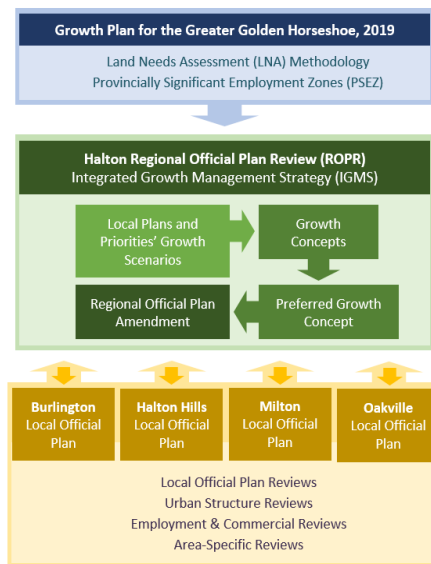 Growth Plan for the Greater Golden Horseshoe, 2019
Land Needs Assessment (LNA) Methodology
Provincially Significant Employment Zones (PSEZ)
Halton Regional Official Plan Review (ROPR)
Integrated Growth Management Strategy (IGMS)
Local Plans and
Priorities’ Growth
Scenarios
Growth
Concepts
Regional Official Plan
Amendment
Preferred Growth
Concept
Burlington
Local Official
Plan
Halton Hills
Local Official
Plan
Milton
Local Official
Plan
Oakville
Local Official
Plan
Local Official Plan Reviews
Urban Structure Reviews
Employment & Commercial Reviews
Area-Specific Reviews